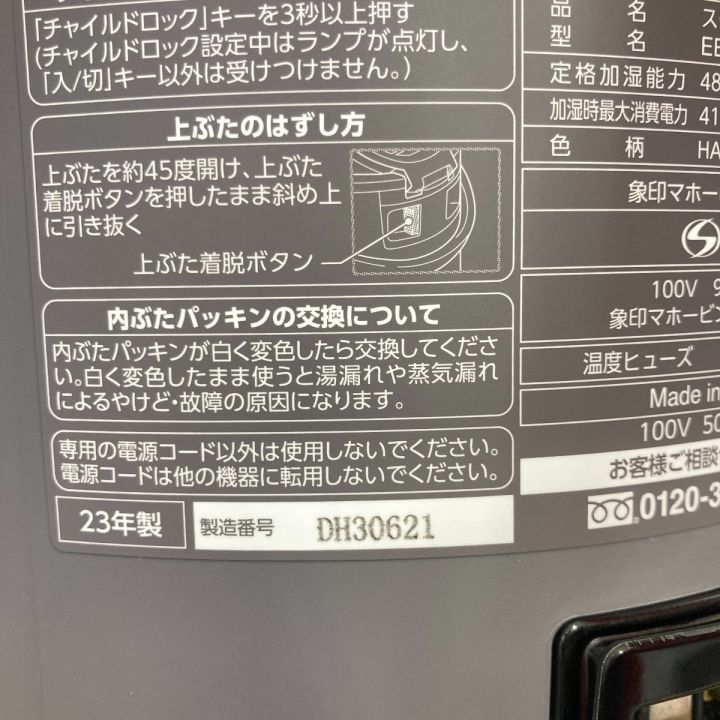 「チャイルドロック」キーを3秒以上押す
(チャイルドロック設定中はランプが点灯し、
「入/切」キー以外は受けつけません。)
上ぶたのはずし方
上ぶたを約45度開け、上ぶた
着脱ボタンを押したまま斜め上
に引き抜く
上ぶた着脱ボタン
内ぶたパッキンの交換について
内ぶたパッキンが白く変色したら交換してくださ
い。白く変色したまま使うと湯漏れや蒸気漏れ
によるやけど・故障の原因になります。
専用の電源コード以外は使用しないでください。
電源コードは他の機器に転用しないでください。
23年製
製造番号 DH30621
品 名 ス
型 名 EE
定格加湿能力 48
加湿時最大消費電力 41
色 柄 HA
象印マホー
100V 9
象印マホービン
温度ヒューズ
Made in
100V 50
お客様ご相談
0120-3